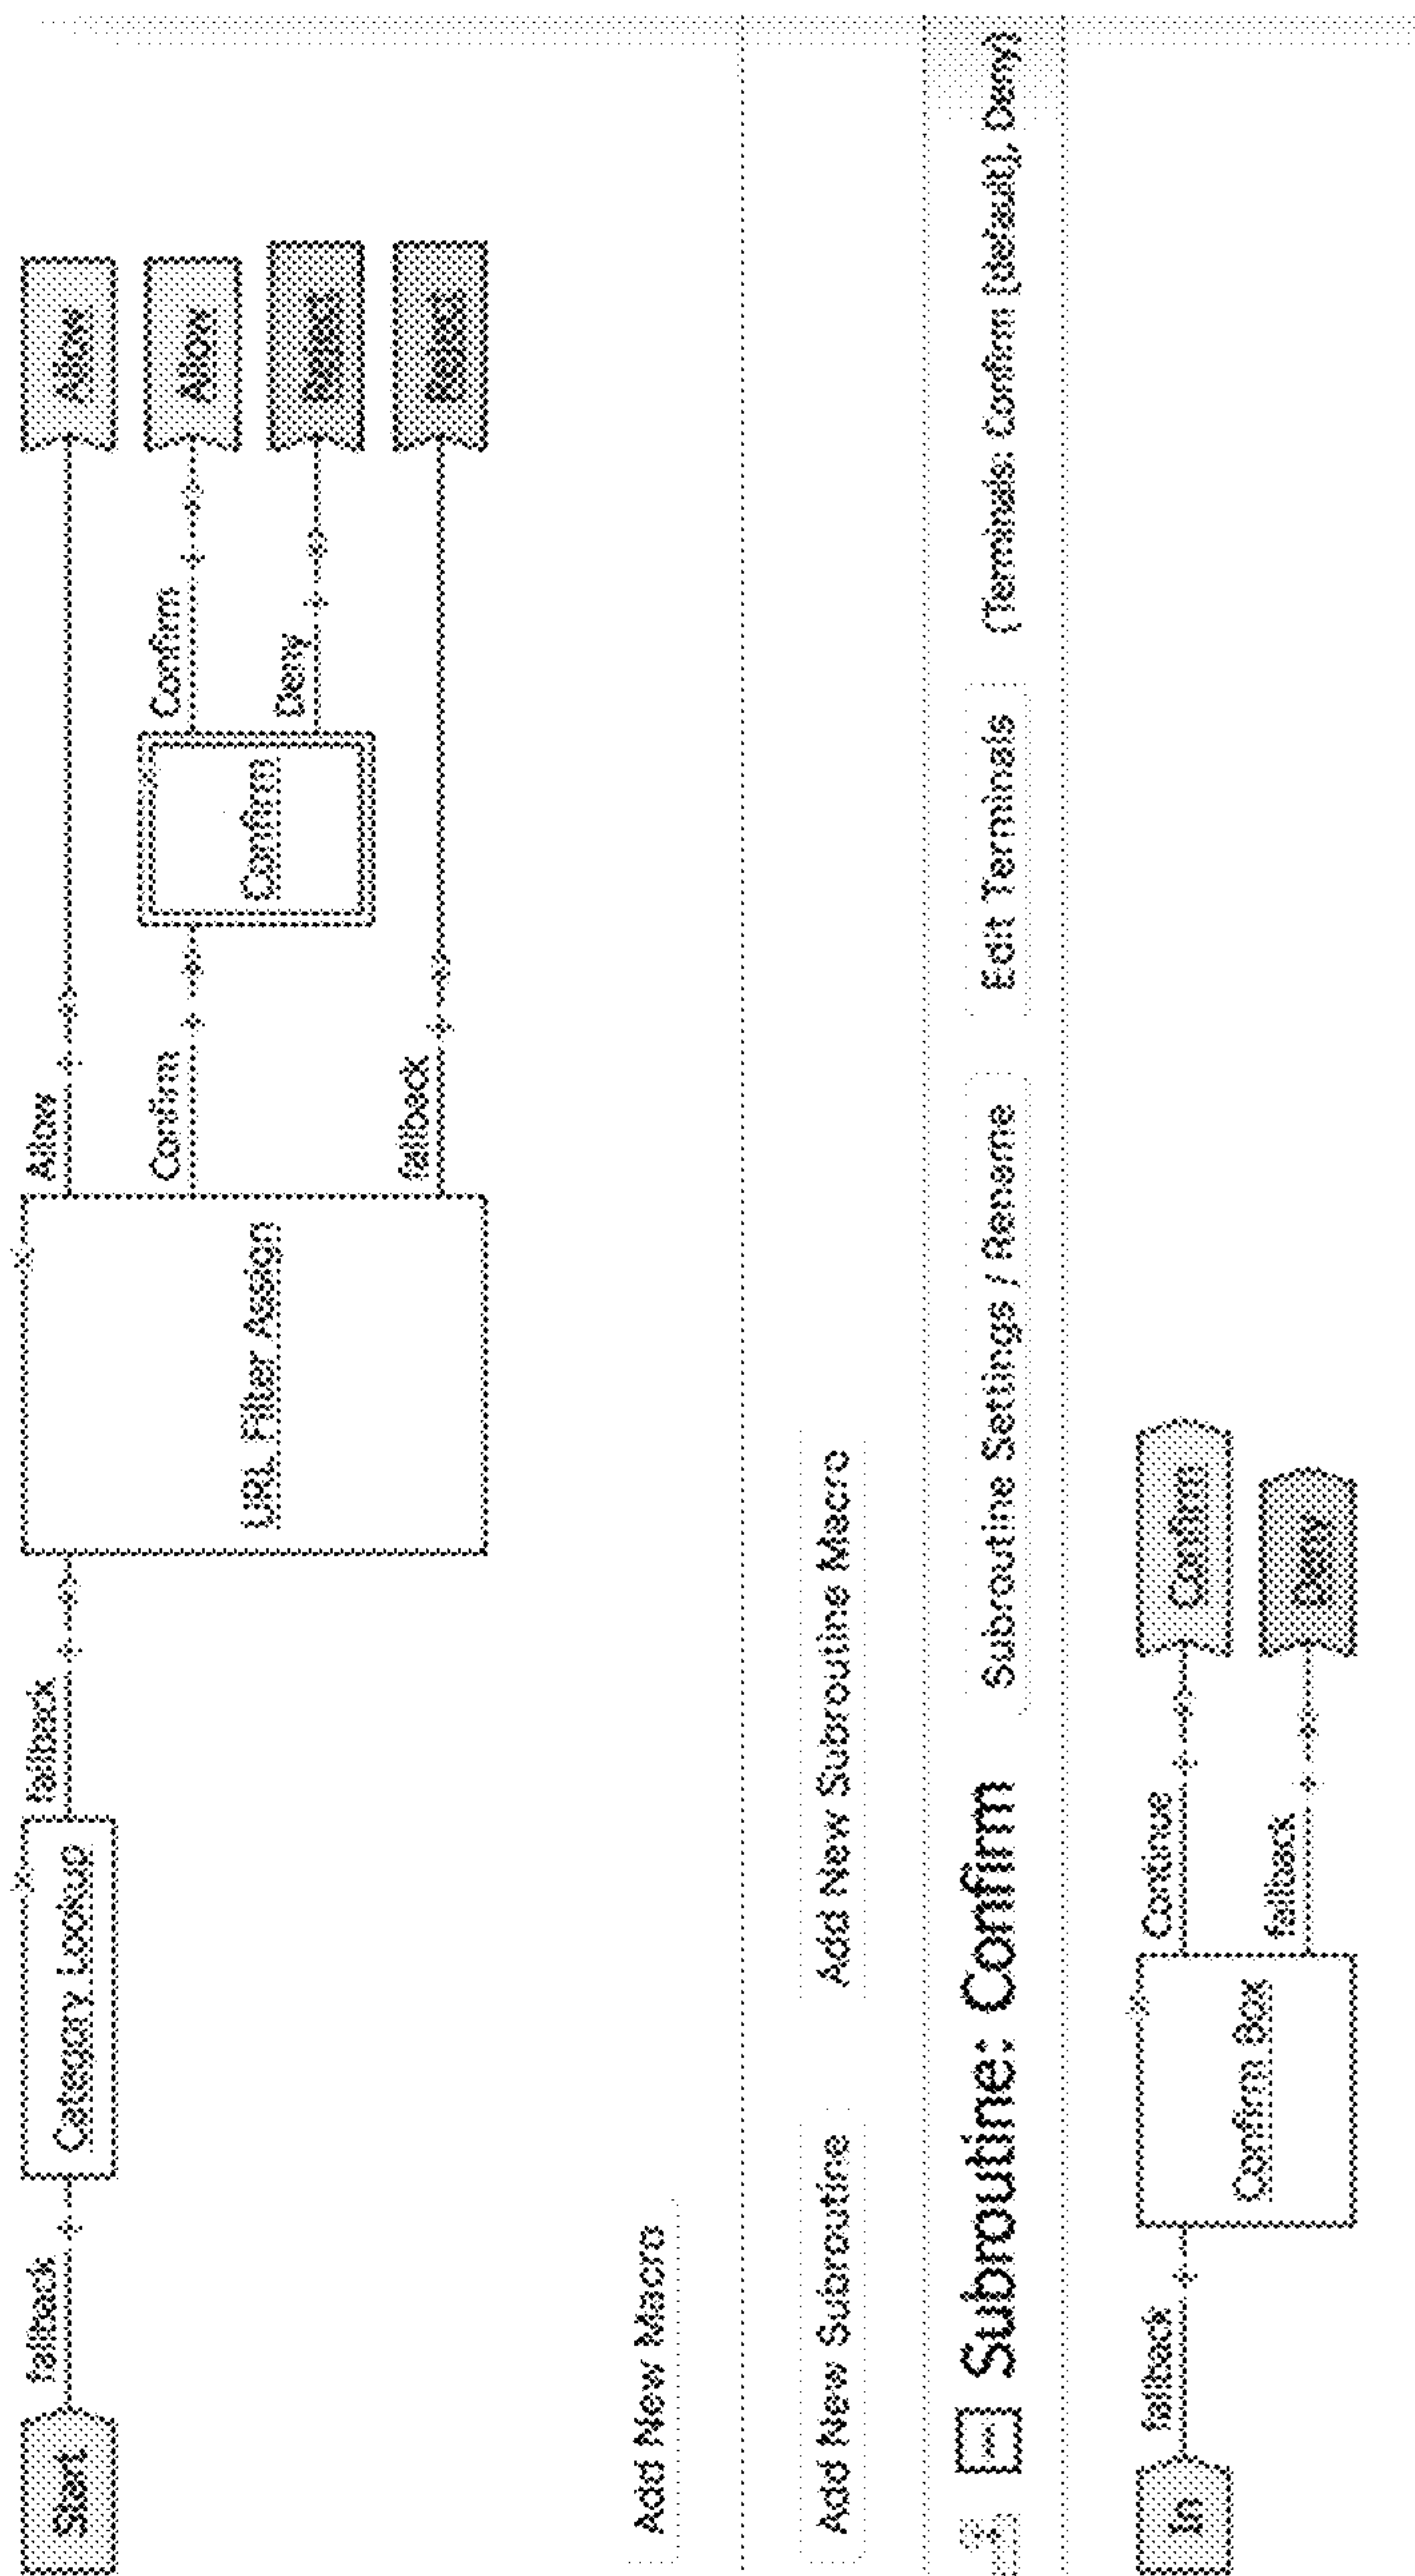 Start
fallback
Category Lookup
fallback
URL Filter Assign
Allow
Allow
Confirm
Confirm
Confirm
Allow
Deny
Reject
fallback
Reject
Add New Macro
Add New Subroutine
Add New Subroutine Macro
Subroutine: Confirm
Subroutine Settings / Rename
Edit Terminals
(Terminals: Confirm [default], Deny)
In
fallback
Confirm Box
Continue
Confirm
fallback
Deny